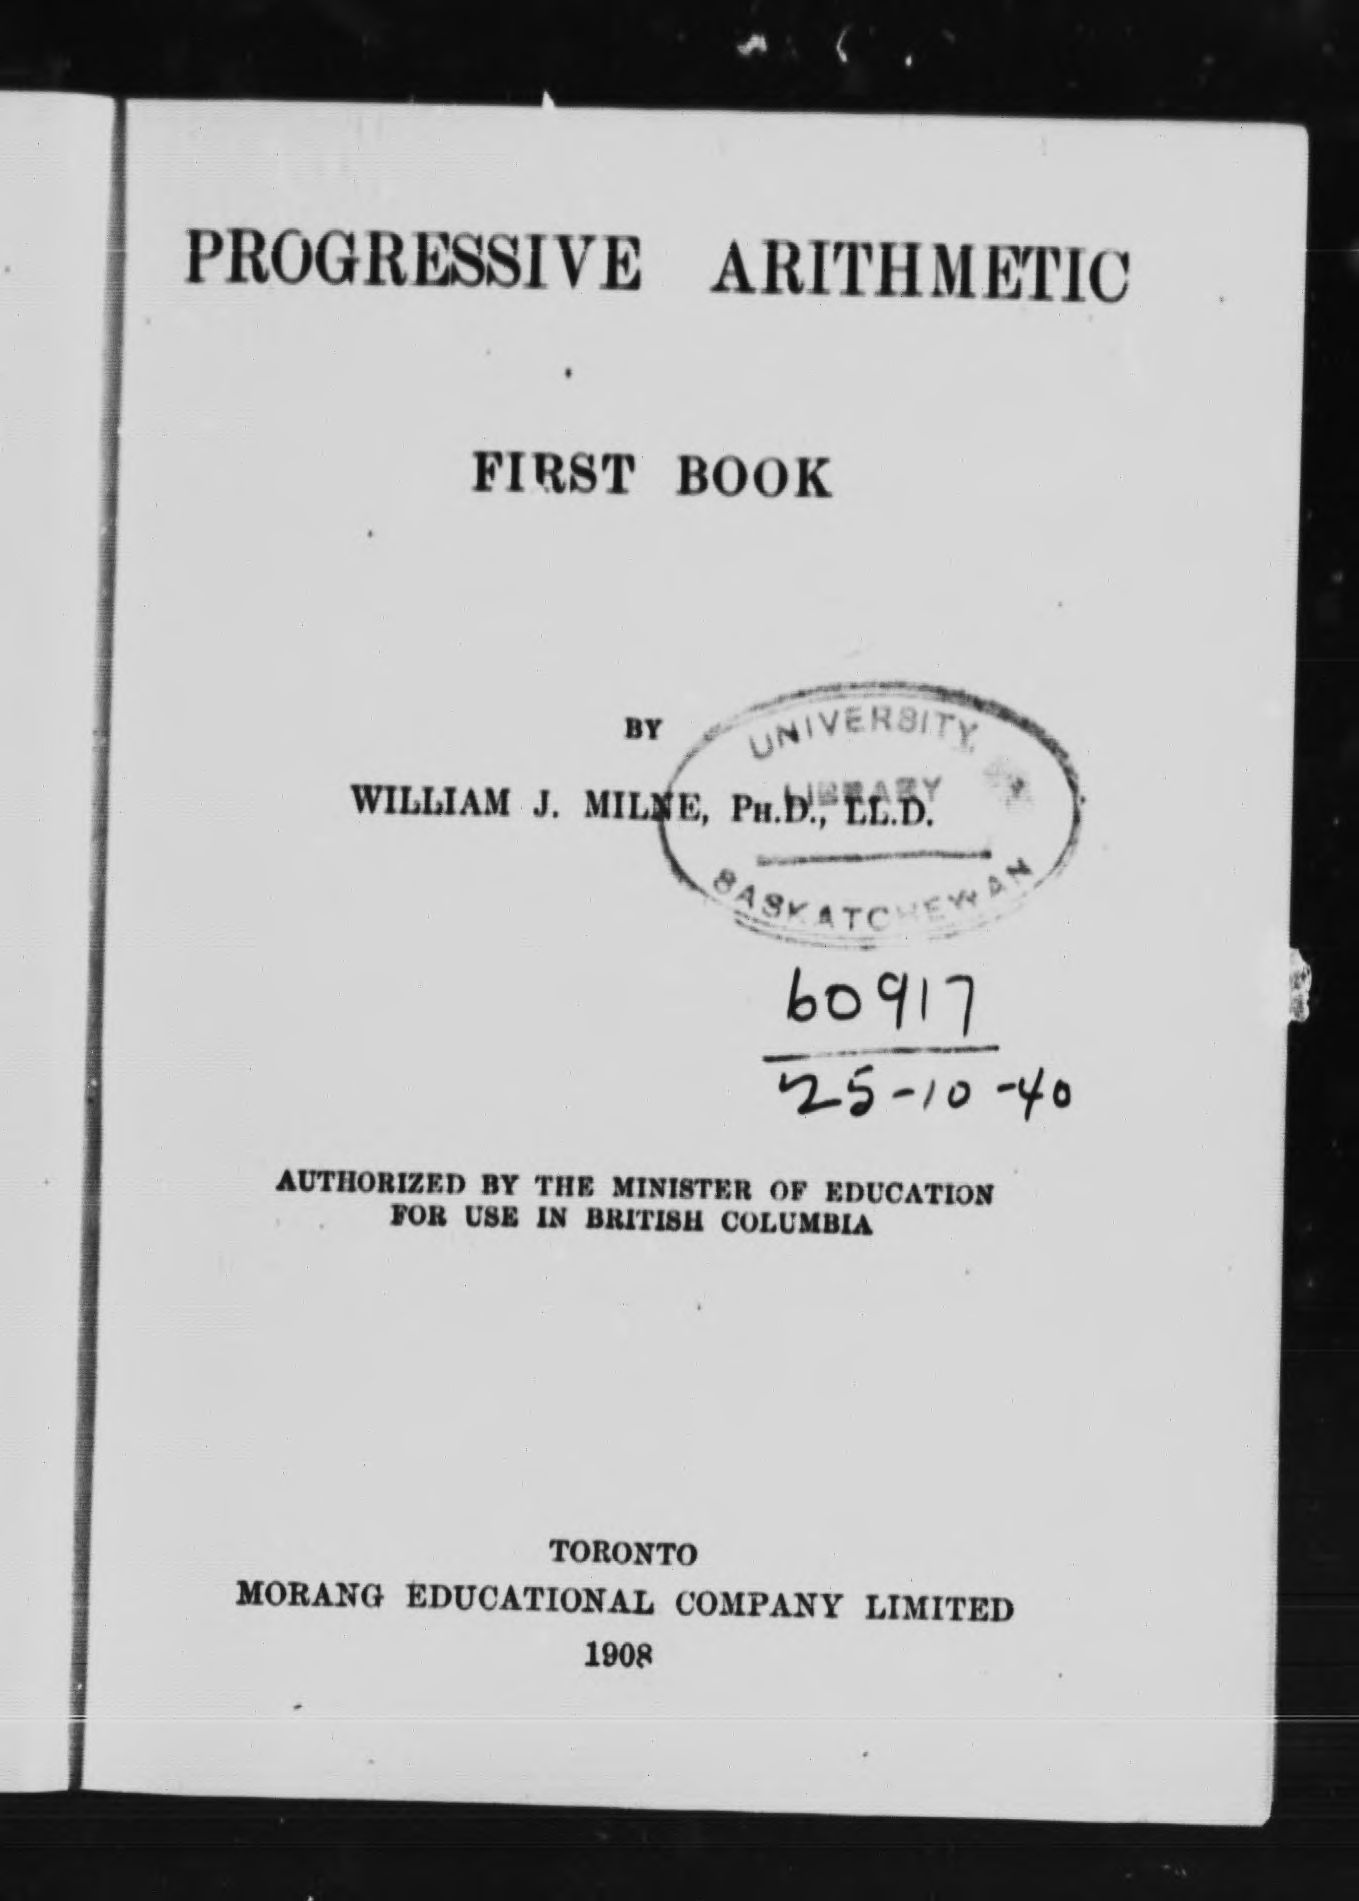 PROGRESSIVE ARITHMETIC
FIRST BOOK
BY
WILLIAM J. MILNE, PH.D., LL.D.
UNIVERSITY
LIBRARY
SASKATCHEWAN
60917
25-10-40
AUTHORIZED BY THE MINISTER OF EDUCATION
FOR USE IN BRITISH COLUMBIA
TORONTO
MORANG EDUCATIONAL COMPANY LIMITED
1908